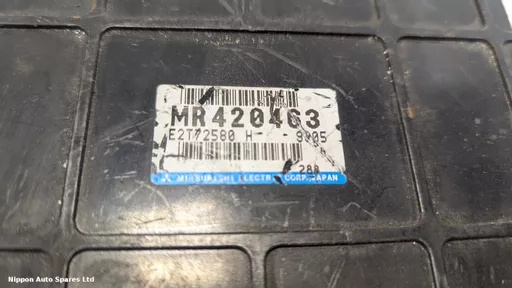 MR420463
E2T72580 H 9905
280
MITSUBISHI ELECTRIC CORP. JAPAN
Nippon Auto Spares Ltd